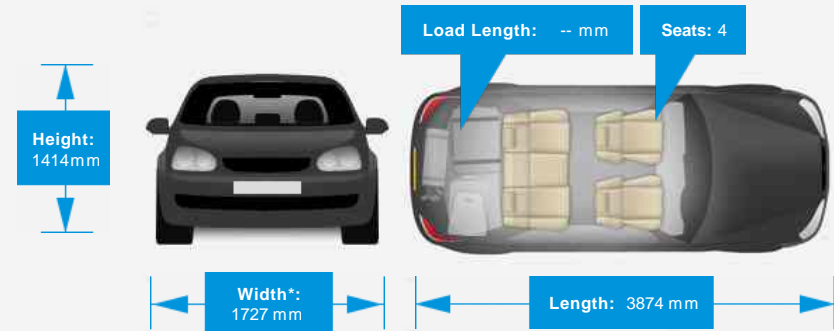 Load Length: -- mm
Seats: 4
Height:
1414mm
Width*:
1727 mm
Length: 3874 mm